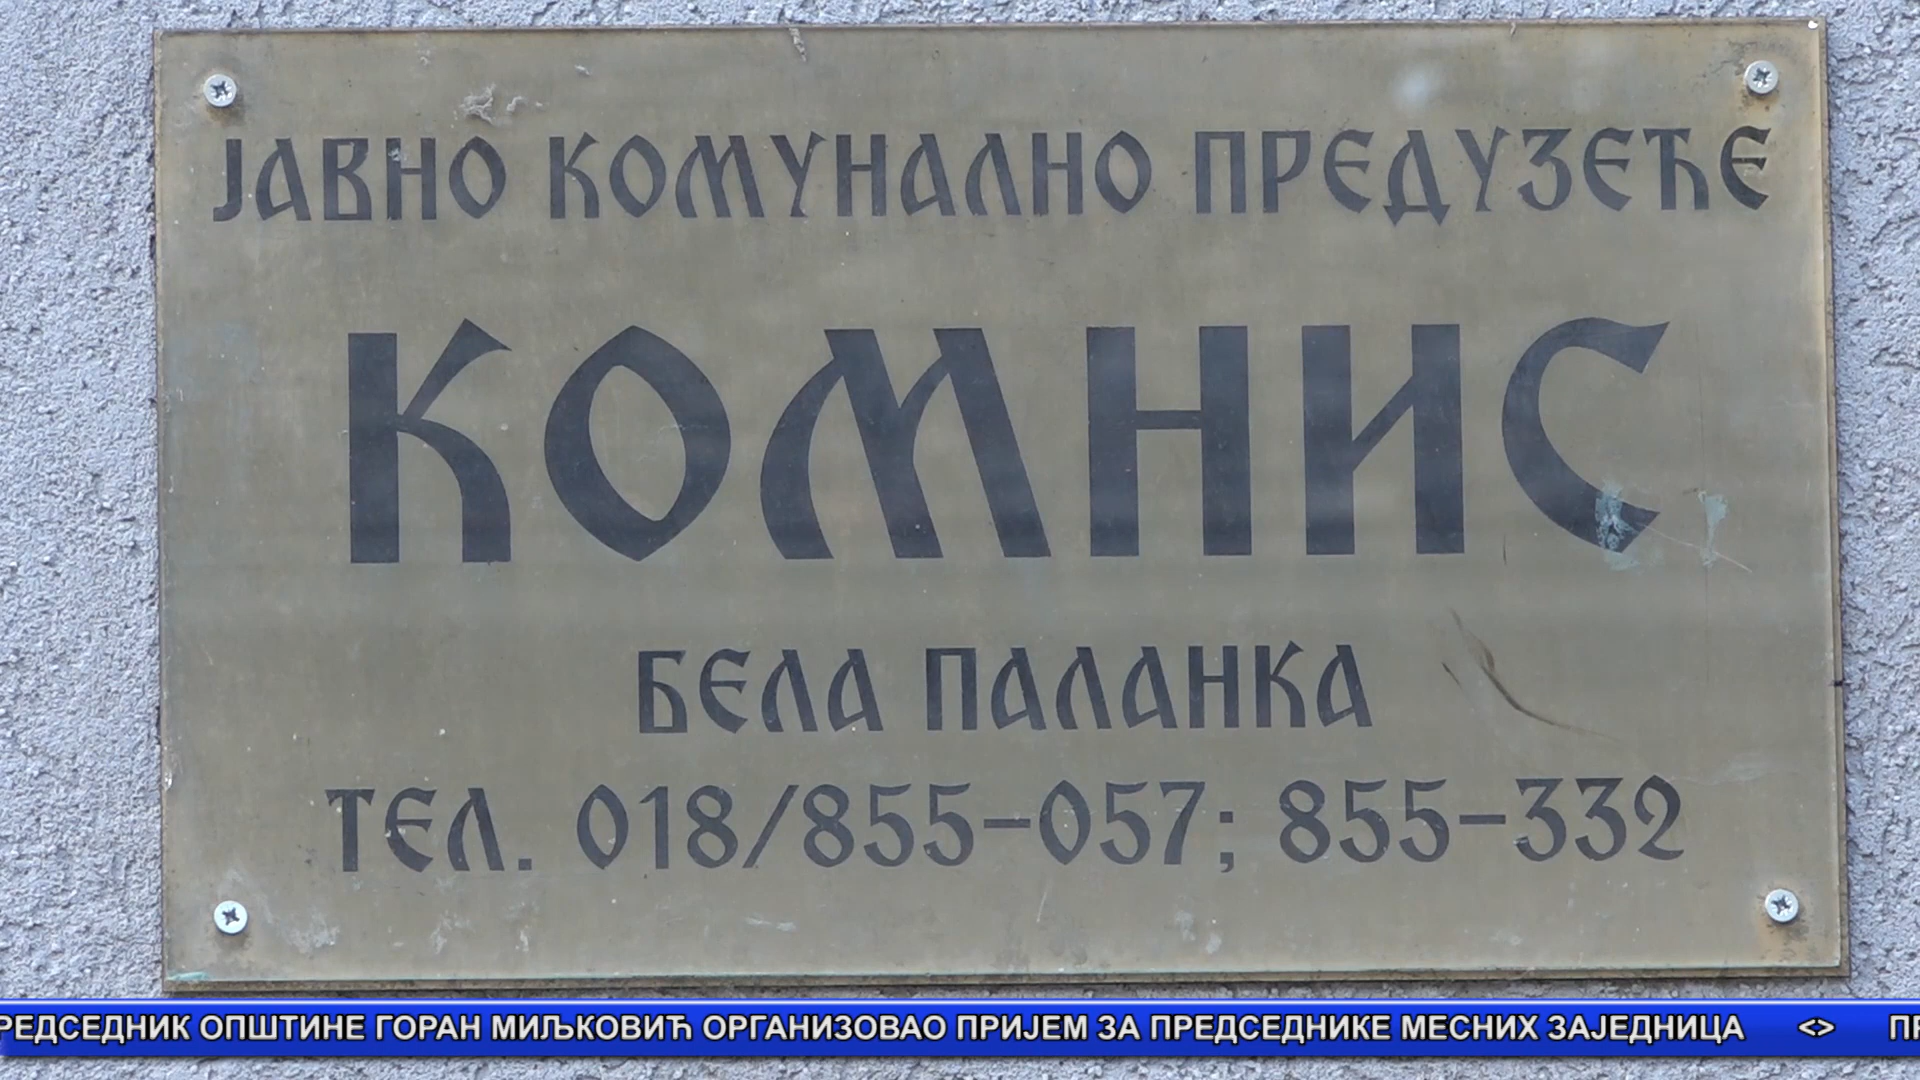 ЈАВНО КОМУНАЛНО ПРЕДУЗЕЋЕ
КОМНИС
БЕЛА ПАЛАНКА
ТЕЛ. 018/855-057; 855-332
РЕДСЕДНИК ОПШТИНЕ ГОРАН МИЉКОВИЋ ОРГАНИЗОВАО ПРИЈЕМ ЗА ПРЕДСЕДНИКЕ МЕСНИХ ЗАЈЕДНИЦА <>